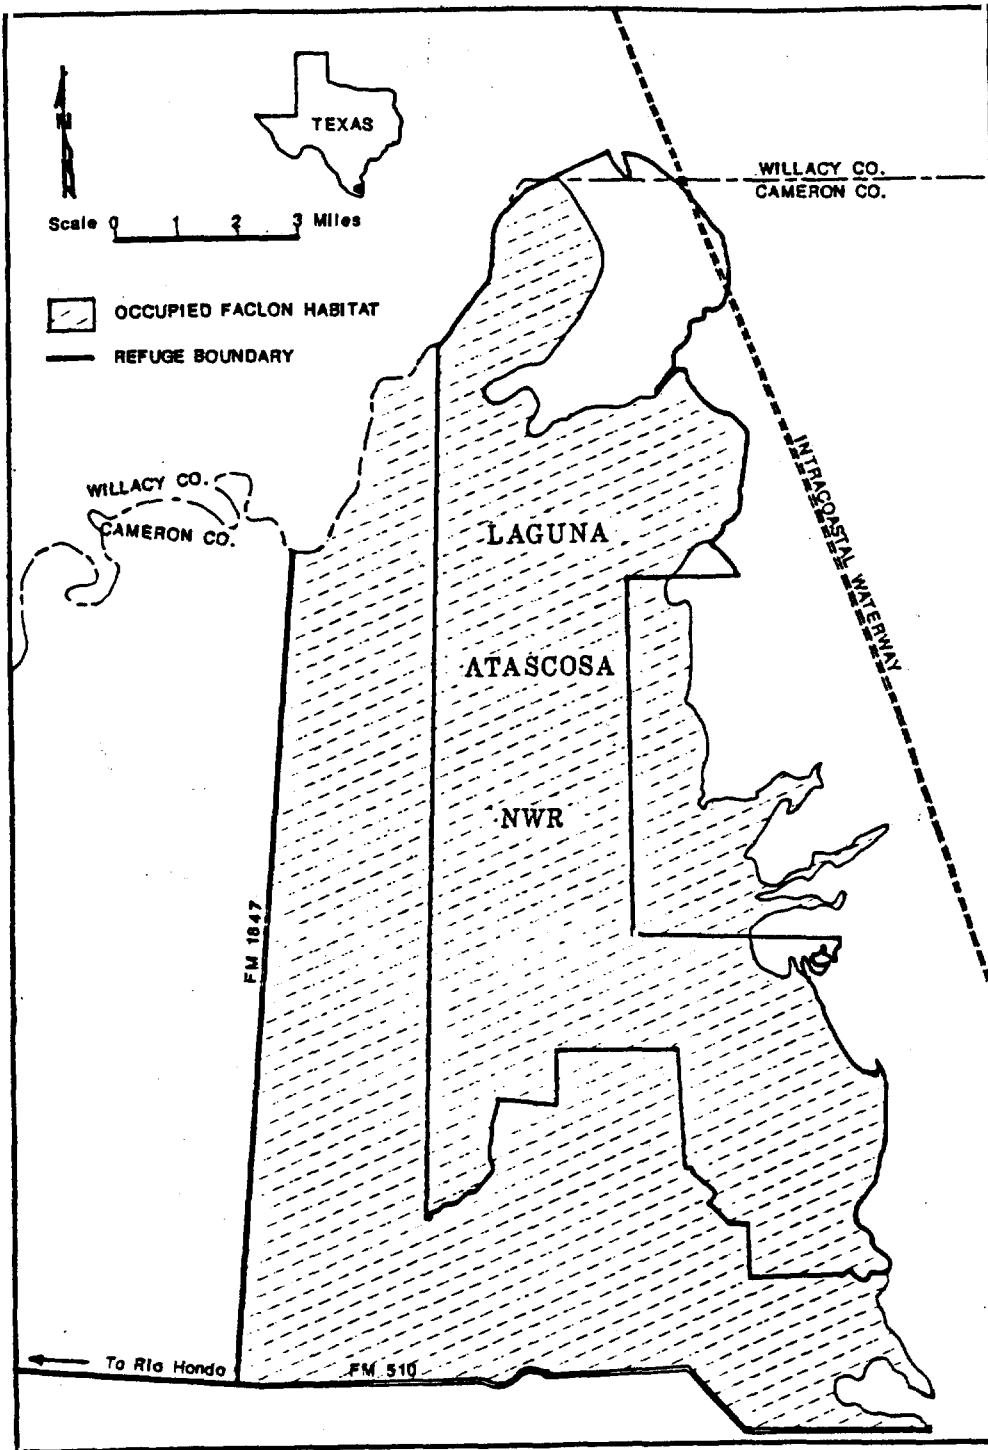 N
TEXAS
WILLACY CO.
CAMERON CO.
Scale 0 1 2 3 Miles
OCCUPIED FACLON HABITAT
REFUGE BOUNDARY
INTRACOASTAL WATERWAY
WILLACY CO.
CAMERON CO.
LAGUNA
ATASCOSA
NWR
FM 1847
To Rio Hondo
FM 510